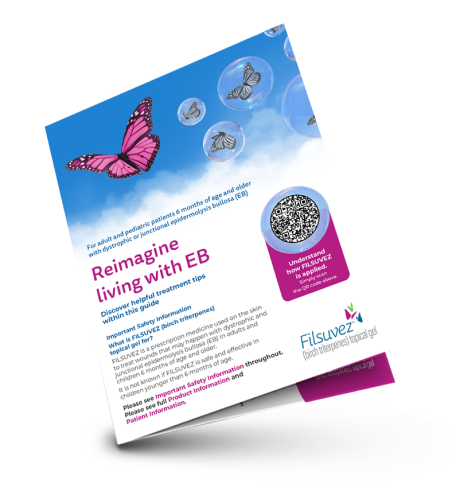 For adult and pediatric patients 6 months of age and older
with dystrophic or junctional epidermolysis bullosa (EB)
Reimagine
living with EB
Discover helpful treatment tips
within this guide
Understand
how FILSUVEZ
is applied.
Simply scan
the QR code above.
Important Safety Information
What is FILSUVEZ (birch triterpenes)
topical gel for?
FILSUVEZ is a prescription medicine used on the skin
to treat wounds that may happen with dystrophic and
junctional epidermolysis bullosa (EB) in adults and
children 6 months of age and older.
It is not known if FILSUVEZ is safe and effective in
children younger than 6 months of age.
Please see Important Safety Information throughout.
Please see full Product Information and
Patient Information.
Filsuvez
(birch triterpenes) topical gel